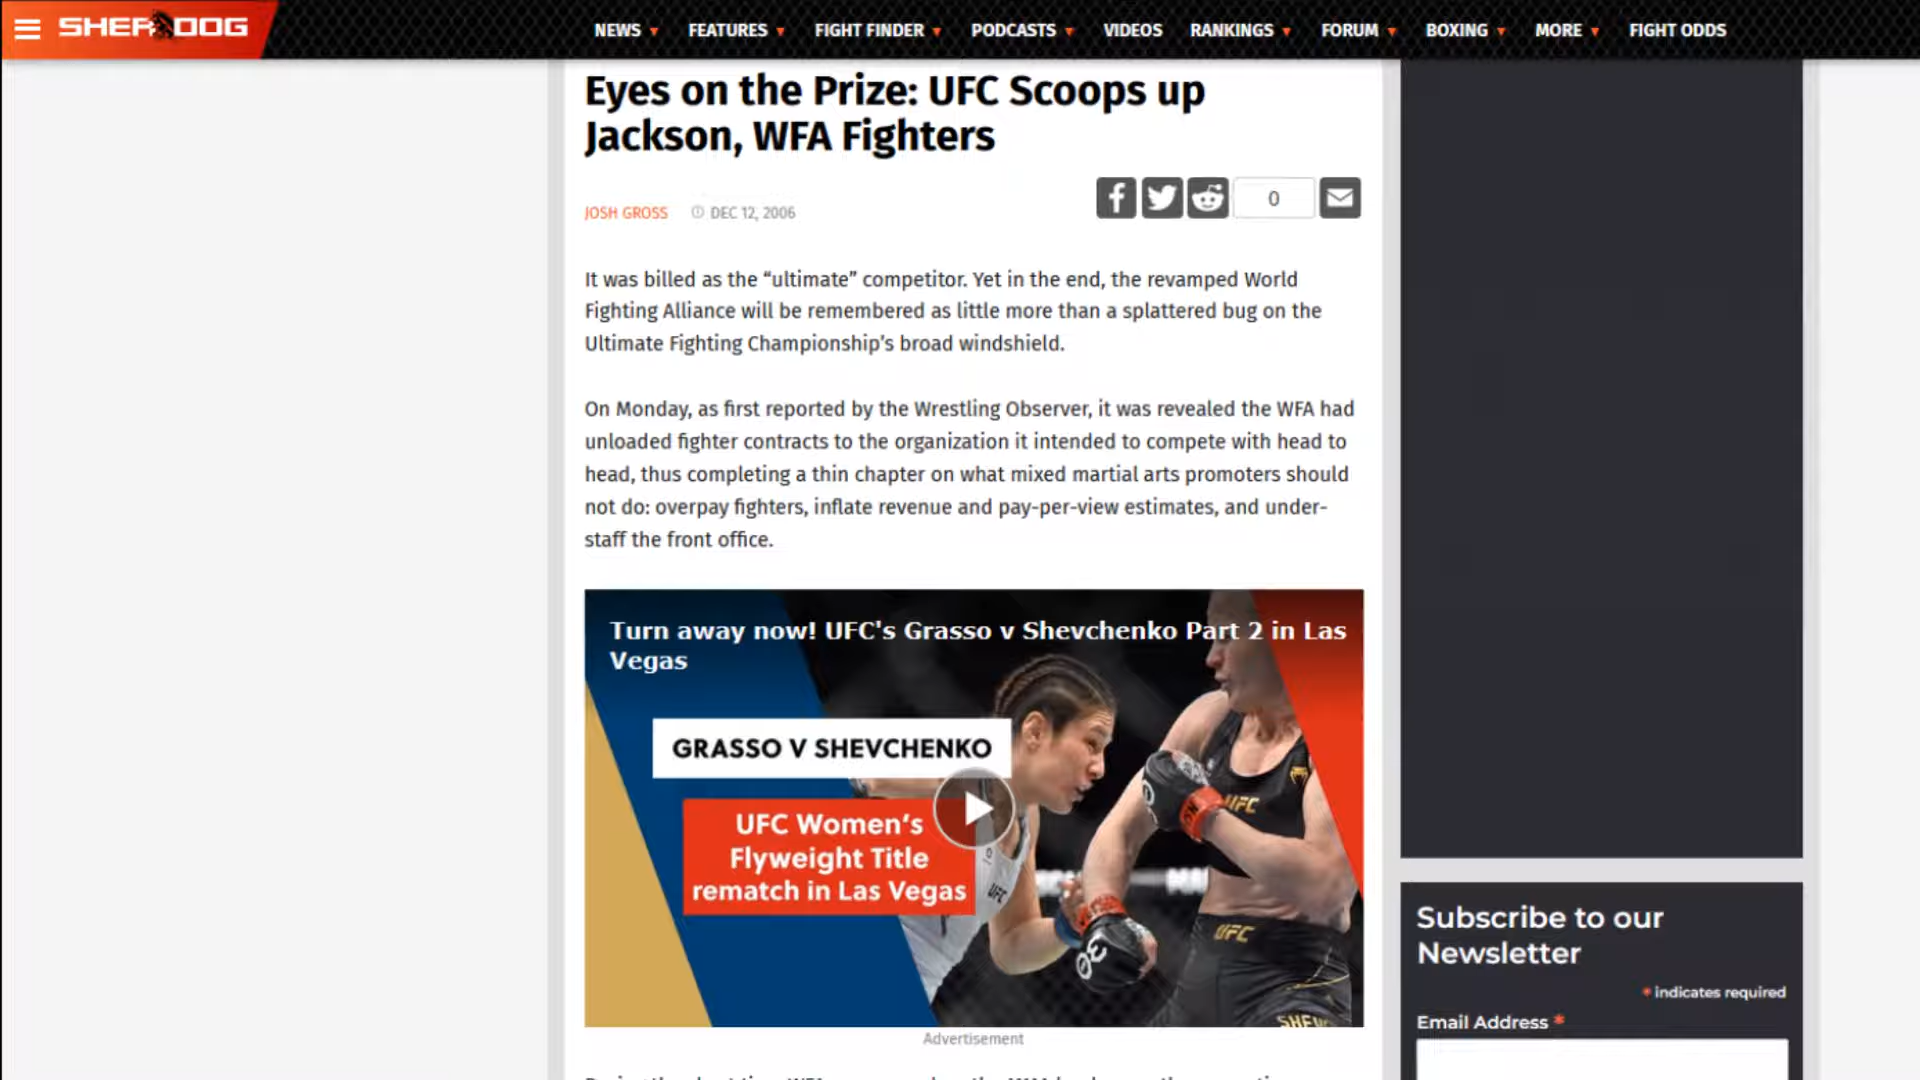 SHERDOG
NEWS
FEATURES
FIGHT FINDER
PODCASTS
VIDEOS
RANKINGS
FORUM
BOXING
MORE
FIGHT ODDS
Eyes on the Prize: UFC Scoops up
Jackson, WFA Fighters
JOSH GROSS DEC 12, 2006
0
It was billed as the “ultimate” competitor. Yet in the end, the revamped World
Fighting Alliance will be remembered as little more than a splattered bug on the
Ultimate Fighting Championship’s broad windshield.
On Monday, as first reported by the Wrestling Observer, it was revealed the WFA had
unloaded fighter contracts to the organization it intended to compete with head to
head, thus completing a thin chapter on what mixed martial arts promoters should
not do: overpay fighters, inflate revenue and pay-per-view estimates, and under-
staff the front office.
Turn away now! UFC's Grasso v Shevchenko Part 2 in Las
Vegas
GRASSO V SHEVCHENKO
UFC Women’s
Flyweight Title
rematch in Las Vegas
UFC
UFC
UFC
Advertisement
Subscribe to our
Newsletter
* indicates required
Email Address *